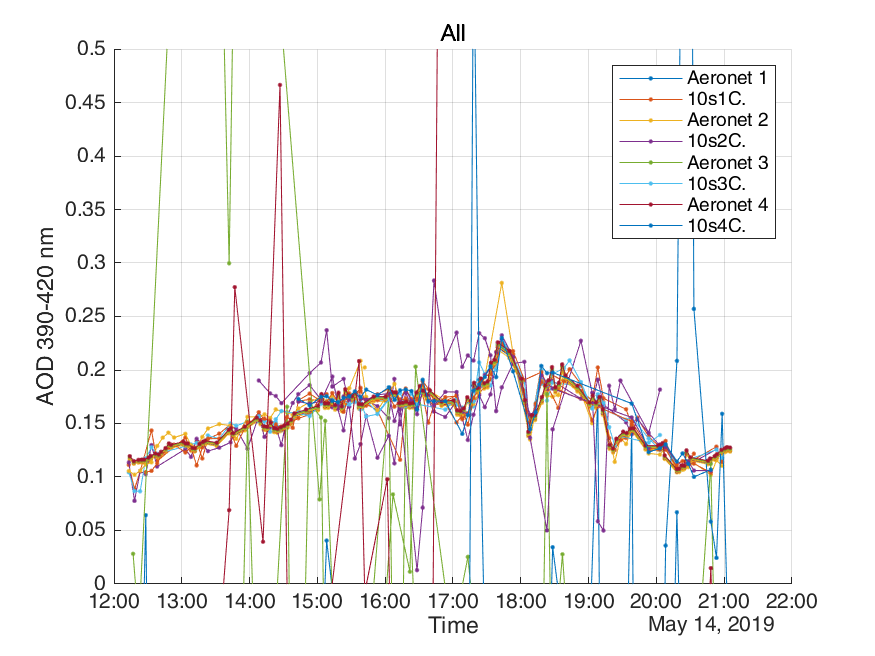 All
0.5
0.45
0.4
0.35
0.3
0.25
0.2
0.15
0.1
0.05
0
AOD 390-420 nm
Aeronet 1
10s1C.
Aeronet 2
10s2C.
Aeronet 3
10s3C.
Aeronet 4
10s4C.
12:00 13:00 14:00 15:00 16:00 17:00 18:00 19:00 20:00 21:00 22:00
Time
May 14, 2019